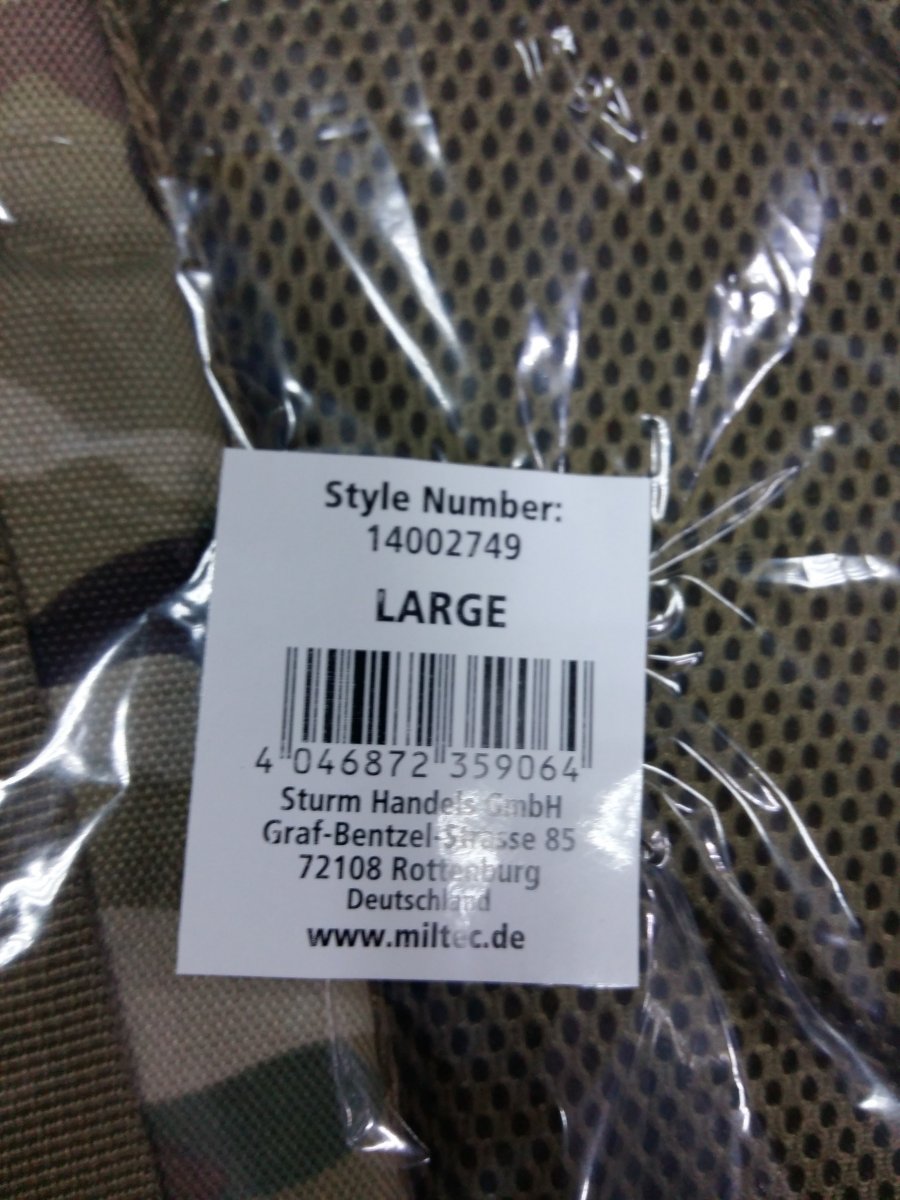 Style Number:
14002749
LARGE
4 046872 359064
Sturm Handels GmbH
Graf-Bentzel-Strasse 85
72108 Rottenburg
Deutschland
www.miltec.de